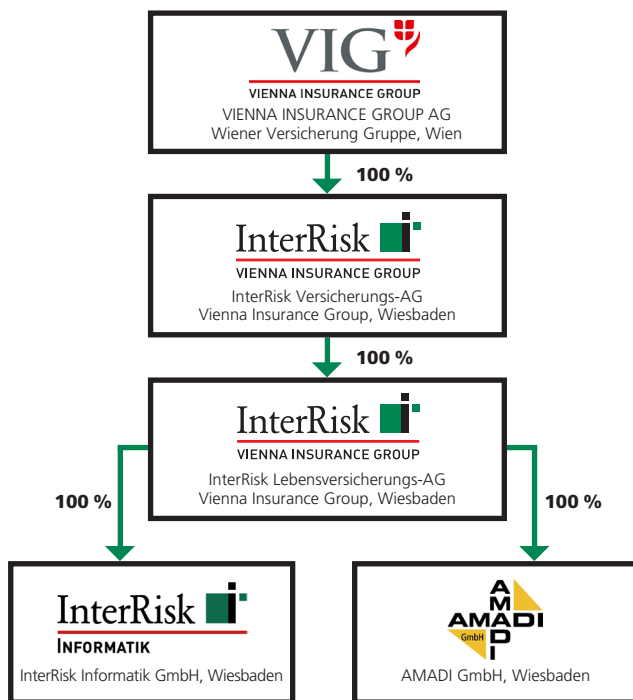 VIG
VIENNA INSURANCE GROUP
VIENNA INSURANCE GROUP AG
Wiener Versicherung Gruppe, Wien
100 %
InterRisk
VIENNA INSURANCE GROUP
InterRisk Versicherungs-AG
Vienna Insurance Group, Wiesbaden
100 %
InterRisk
VIENNA INSURANCE GROUP
InterRisk Lebensversicherungs-AG
Vienna Insurance Group, Wiesbaden
100 %
100 %
InterRisk
INFORMATIK
InterRisk Informatik GmbH, Wiesbaden
AMADI
AMADI
GmbH
AMADI GmbH, Wiesbaden